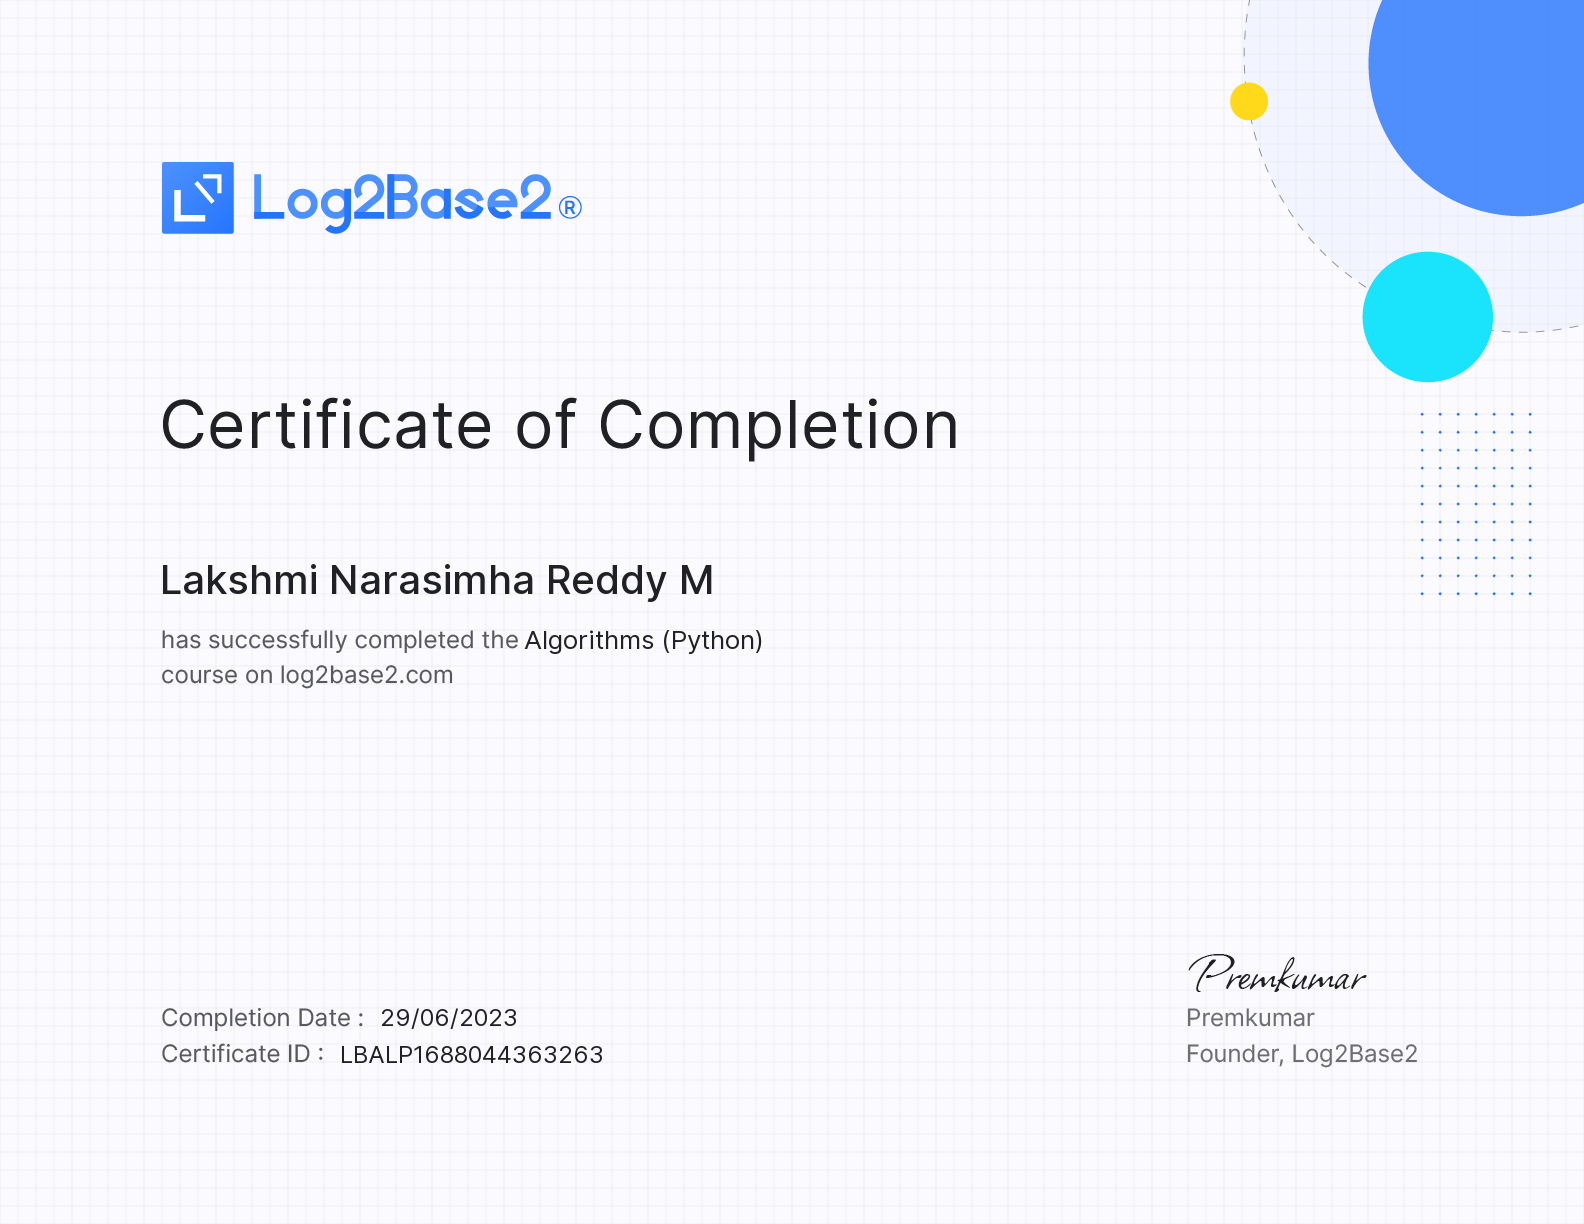 Log2Base2®
Certificate of Completion
Lakshmi Narasimha Reddy M
has successfully completed the Algorithms (Python)
course on log2base2.com
Premkumar
Completion Date : 29/06/2023
Premkumar
Certificate ID : LBALP1688044363263
Founder, Log2Base2